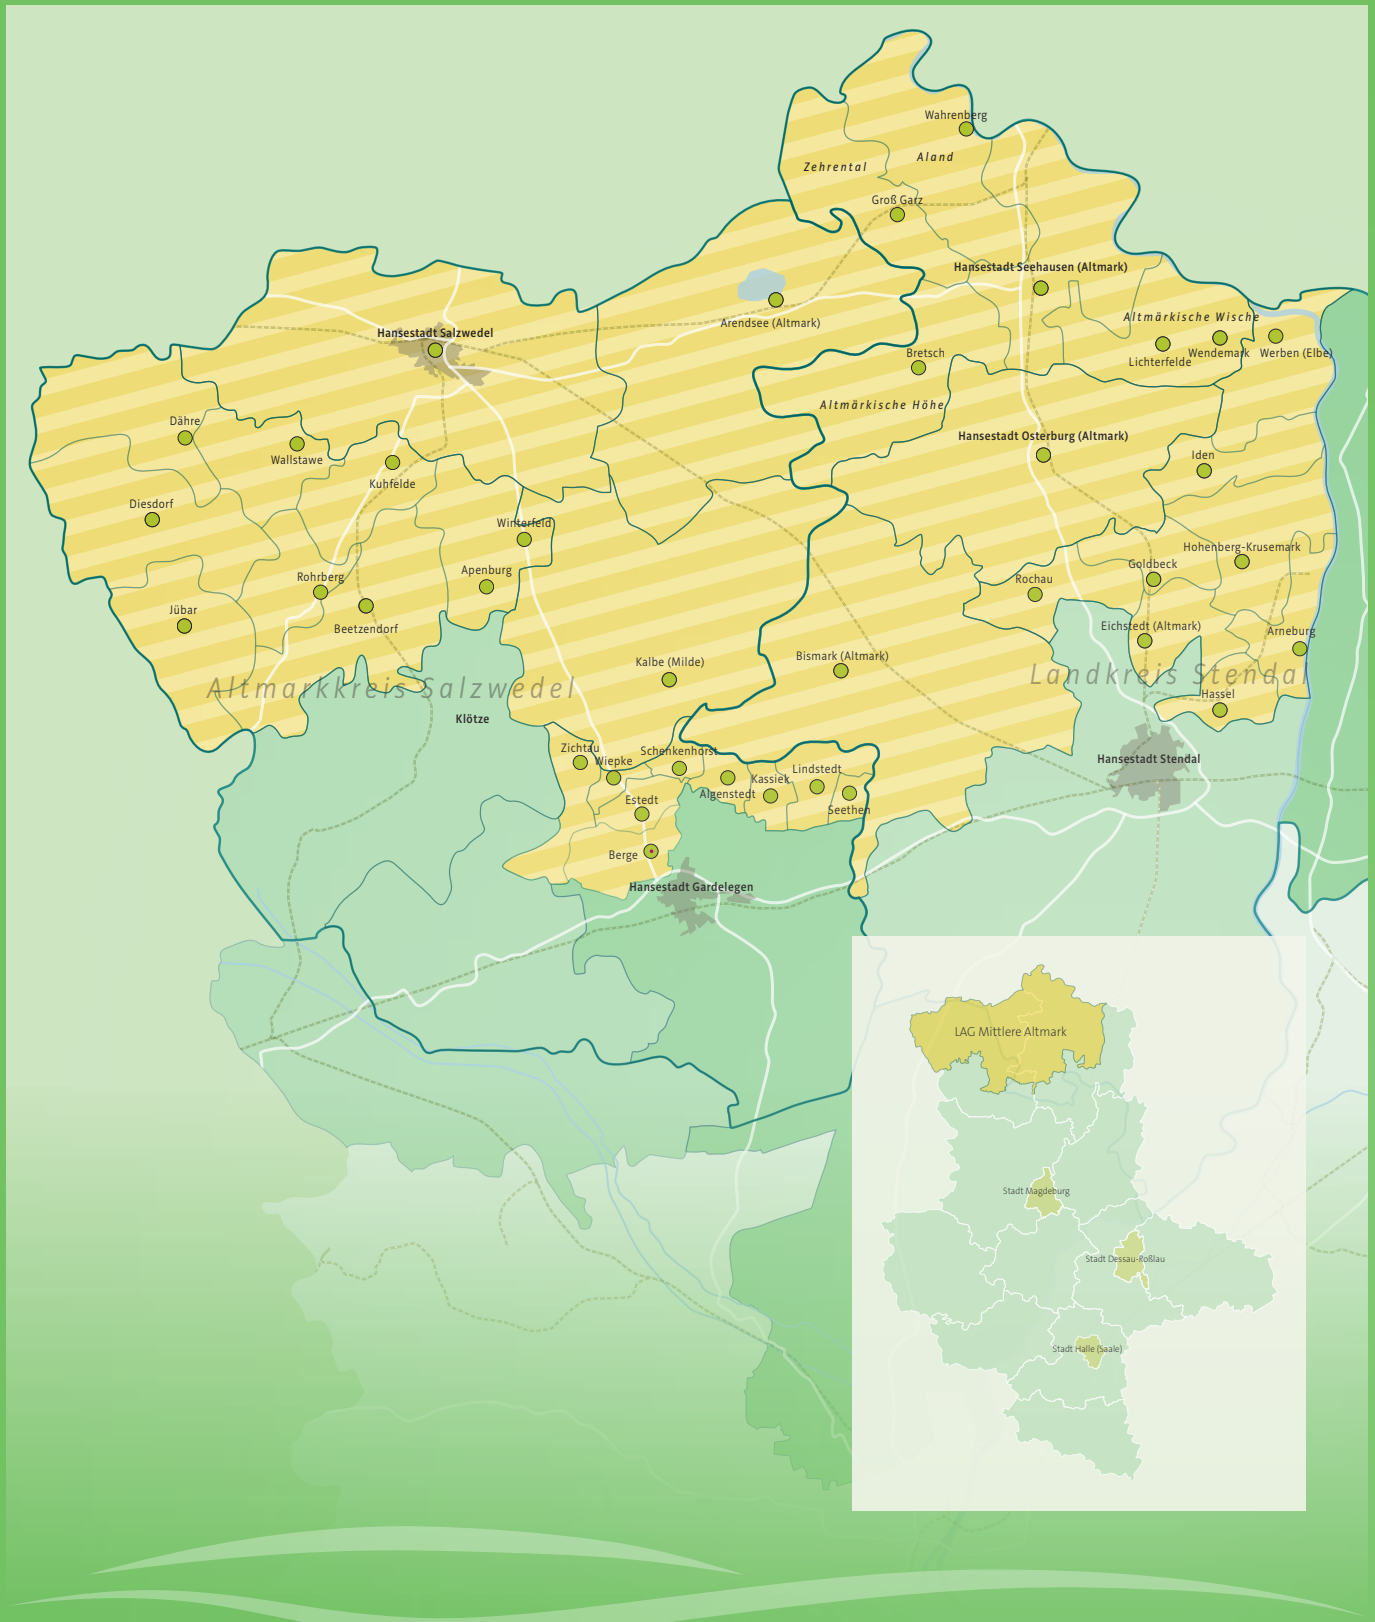 Wahrenberg
Aland
Zehrental
Groß Garz
Hansestadt Seehausen (Altmark)
Altmärkische Wische
Arendsee (Altmark)
Hansestadt Salzwedel
Bretsch
Lichterfelde
Wendemark
Werben (Elbe)
Altmärkische Höhe
Dähre
Wallstawe
Hansestadt Osterburg (Altmark)
Iden
Kuhfelde
Diesdorf
Winterfeld
Hohenberg-Krusemark
Goldbeck
Rohrberg
Apenburg
Rochau
Jübar
Beetzendorf
Eichstedt (Altmark)
Arneburg
Kalbe (Milde)
Bismark (Altmark)
Altmarkkreis Salzwedel
Landkreis Stendal
Hassel
Klötze
Zichtau
Wiepke
Schenkenhorst
Hansestadt Stendal
Lindstedt
Kassiek
Algenstedt
Estedt
Seethen
Berge
Hansestadt Gardelegen
LAG Mittlere Altmark
Stadt Magdeburg
Stadt Dessau-Roßlau
Stadt Halle (Saale)